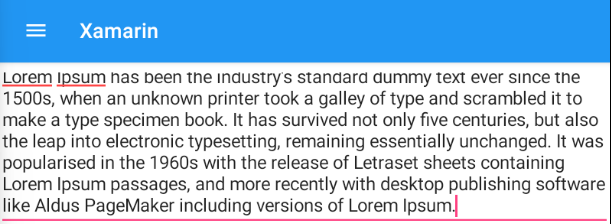 Xamarin
Lorem Ipsum has been the industry's standard dummy text ever since the
1500s, when an unknown printer took a galley of type and scrambled it to
make a type specimen book. It has survived not only five centuries, but also
the leap into electronic typesetting, remaining essentially unchanged. It was
popularised in the 1960s with the release of Letraset sheets containing
Lorem Ipsum passages, and more recently with desktop publishing software
like Aldus PageMaker including versions of Lorem Ipsum.